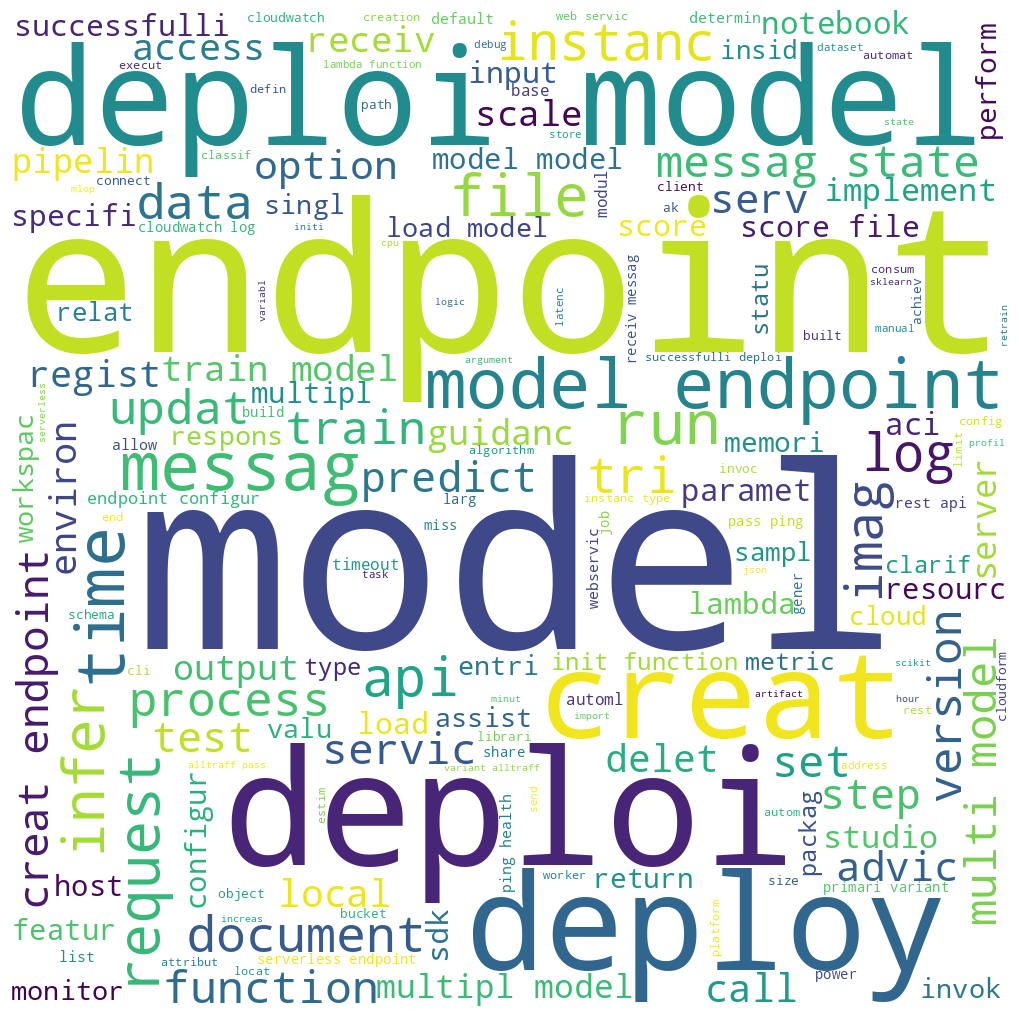 successfulli
cloudwatch
creation
default
web servic
determin
notebook
access
receiv
instanc
insid
dataset
automat
perform
execut
lambda function
debug
input
base
defin
path
scale
store
state
deploi
model
pipelin
classif
option
model model
messag state
connect
mlop
data
file
modul
client
serv
implement
specifi
singl
load model
ak
score
score file
cloudwatch log
initi
cpu
endpoint
relat
variabl
logic
latenc
receiv messag
statu
consum
sklearn
achiev
built
manual
retrain
regist
train model
argument
successfulli deploi
model endpoint
multipl
updat
build
serverless
allow
respons
train
guidanc
algorithm
run
memori
aci
log
config
limit
profil
workspac
environ
messag
predict
tri
invoc
paramet
rest api
server
endpoint configur
larg
instanc type
job
miss
pass ping
end
imag
time
model
timeout
task
webservic
sampl
json
gener
clarif
resourc
lambda
cloud
schema
creat endpoint
infer
cli
output
type
api
entri
init function
metric
scikit
cloudform
version
multi model
process
minut
automl
artifact
hour
rest
creat
import
valu
load
assist
test
librari
servic
share
delet
set
address
alltraff pass
variant alltraff
request
configur
estim
deploi
send
autom
packag
step
studio
ping health
host
object
local
worker
return
size
advic
primari variant
featur
increas
bucket
document
sdk
deploy
platform
list
attribut
locat
serverless endpoint
power
monitor
function
multipl model
call
invok